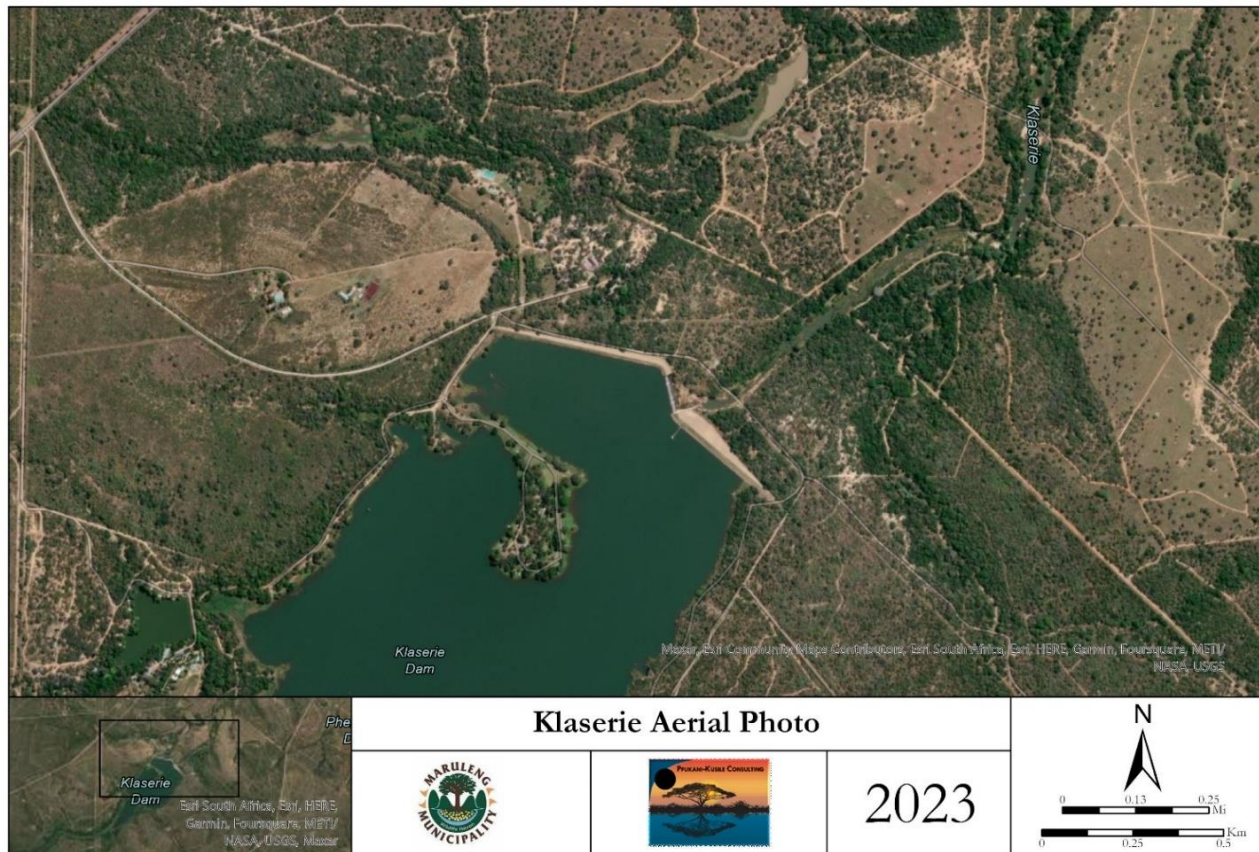 Klaserie
Klaserie
Dam
Maxar, Esri Community Maps Contributors, Esri South Africa, Esri, HERE, Garmin, Foursquare, METI/
NASA, USGS
Klaserie Aerial Photo
Phe
D
Klaserie
Dam
Esri South Africa, Esri, HERE,
Garmin, Foursquare, METI/
NASA, USGS, Maxar
MARULENG
MUNICIPALITY
PFUKANI-KUSILE CONSULTING
2023
N
0 0.13 0.25
Mi
Km
0 0.25 0.5